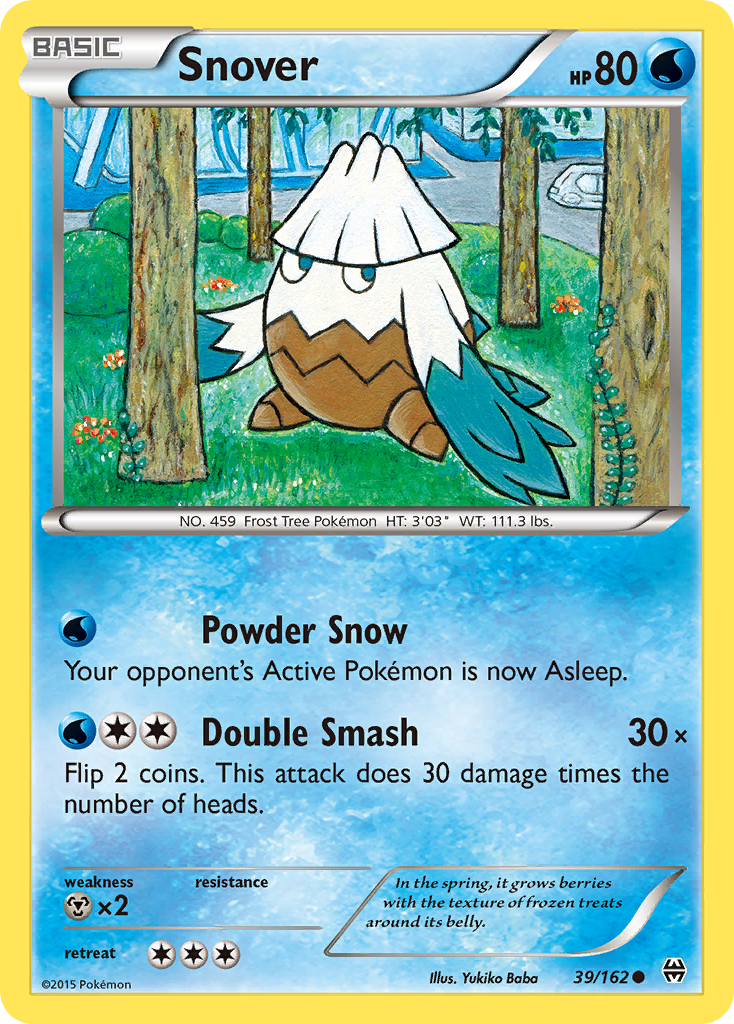 BASIC
Snover
HP80
NO. 459 Frost Tree Pokémon HT: 3'03" WT: 111.3 lbs.
Powder Snow
Your opponent's Active Pokémon is now Asleep.
Double Smash 30×
Flip 2 coins. This attack does 30 damage times the
number of heads.
weakness resistance
×2
In the spring, it grows berries
with the texture of frozen treats
around its belly.
retreat
©2015 Pokémon
Illus. Yukiko Baba
39/162